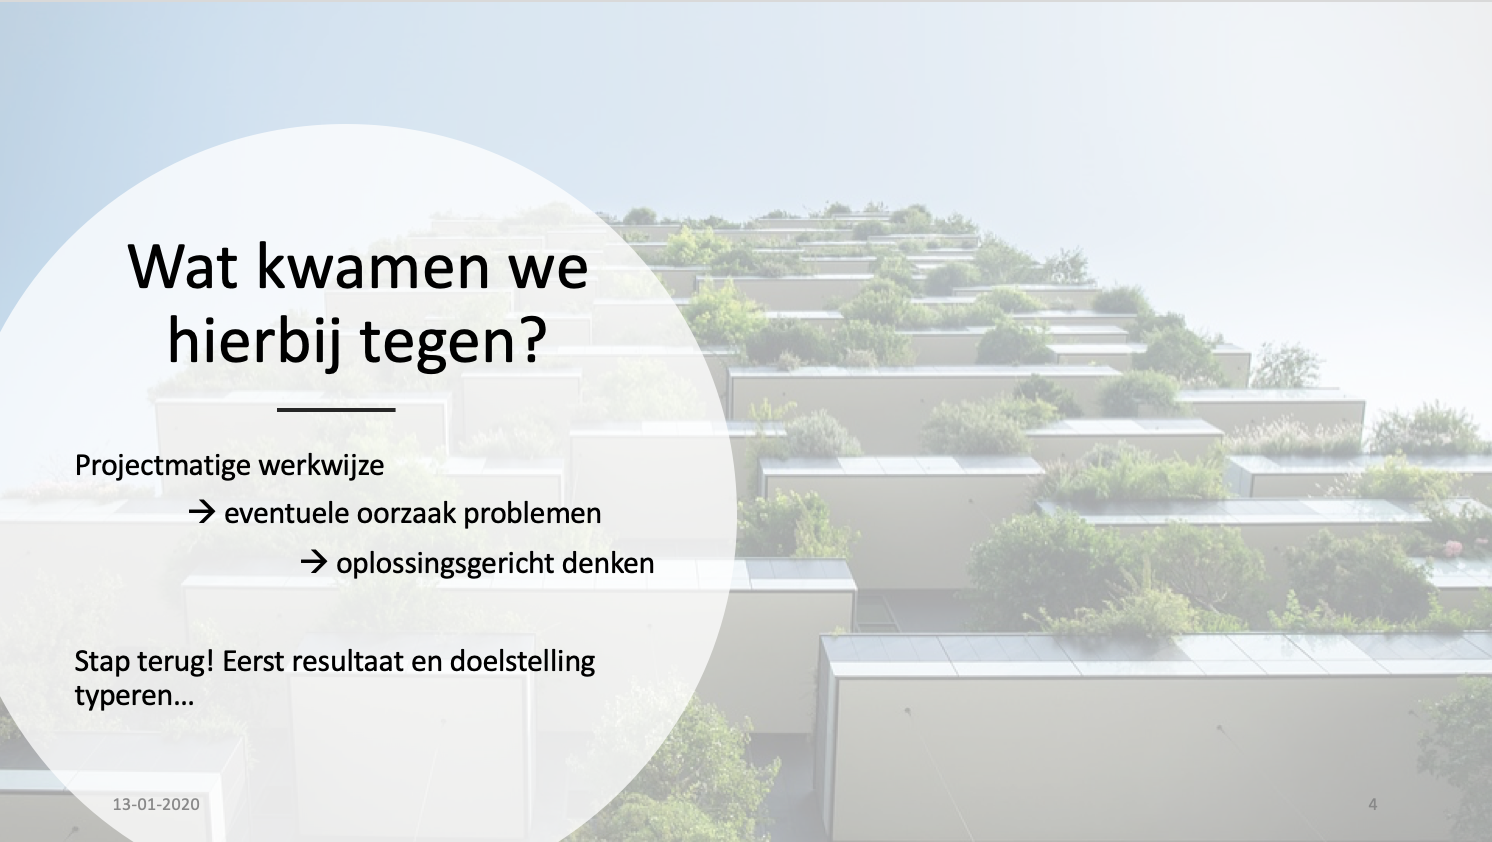 Wat kwamen we
hierbij tegen?
Projectmatige werkwijze
→ eventuele oorzaak problemen
→ oplossingsgericht denken
Stap terug! Eerst resultaat en doelstelling
typeren…
13-01-2020
4